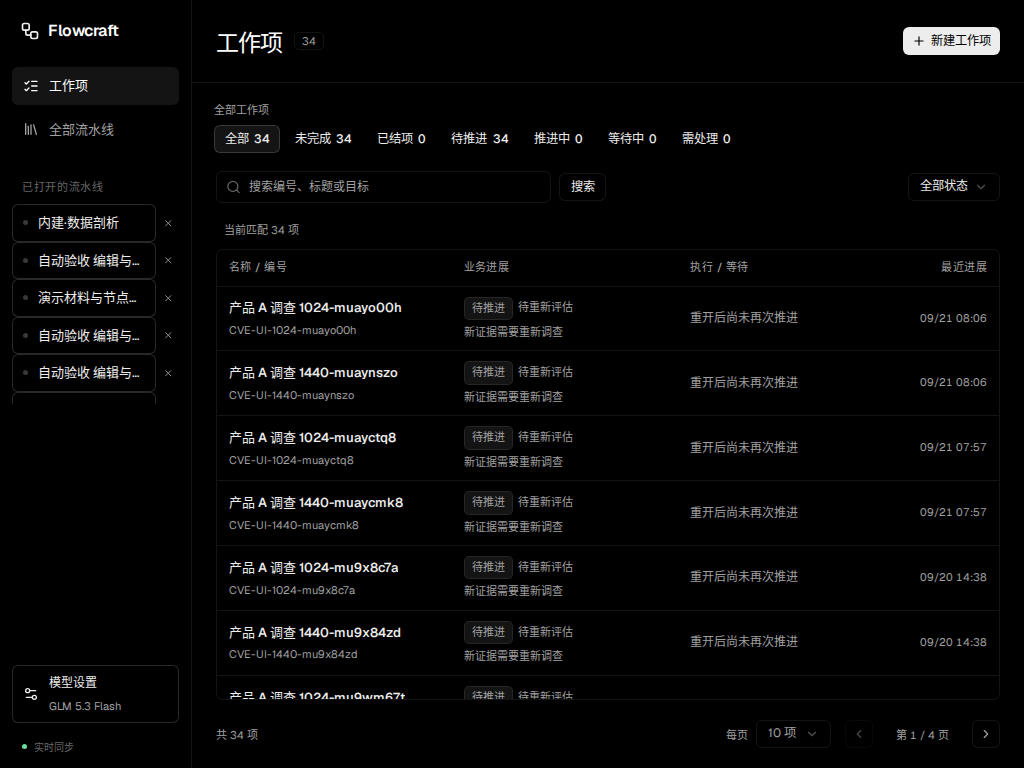 Flowcraft
工作项
全部流水线
已打开的流水线
内建·数据剖析
自动验收 编辑与...
演示材料与节点...
自动验收 编辑与...
自动验收 编辑与...
模型设置
GLM 5.3 Flash
实时同步
工作项 34
新建工作项
全部工作项
全部 34 未完成 34 已结项 0 待推进 34 推进中 0 等待中 0 需处理 0
搜索编号、标题或目标 搜索 全部状态
当前匹配 34 项
名称 / 编号 业务进展 执行 / 等待 最近进展
产品 A 调查 1024-muayo00h 待推进 待重新评估
CVE-UI-1024-muayo00h 新证据需要重新调查 重开后尚未再次推进 09/21 08:06
产品 A 调查 1440-muaynszo 待推进 待重新评估
CVE-UI-1440-muaynszo 新证据需要重新调查 重开后尚未再次推进 09/21 08:06
产品 A 调查 1024-muayctq8 待推进 待重新评估
CVE-UI-1024-muayctq8 新证据需要重新调查 重开后尚未再次推进 09/21 07:57
产品 A 调查 1440-muaycmk8 待推进 待重新评估
CVE-UI-1440-muaycmk8 新证据需要重新调查 重开后尚未再次推进 09/21 07:57
产品 A 调查 1024-mu9x8c7a 待推进 待重新评估
CVE-UI-1024-mu9x8c7a 新证据需要重新调查 重开后尚未再次推进 09/20 14:38
产品 A 调查 1440-mu9x84zd 待推进 待重新评估
CVE-UI-1440-mu9x84zd 新证据需要重新调查 重开后尚未再次推进 09/20 14:38
产品 A 调查 1024-mu9wm67t 待推进 待重新评估
共 34 项 每页 10 项 第 1 / 4 页